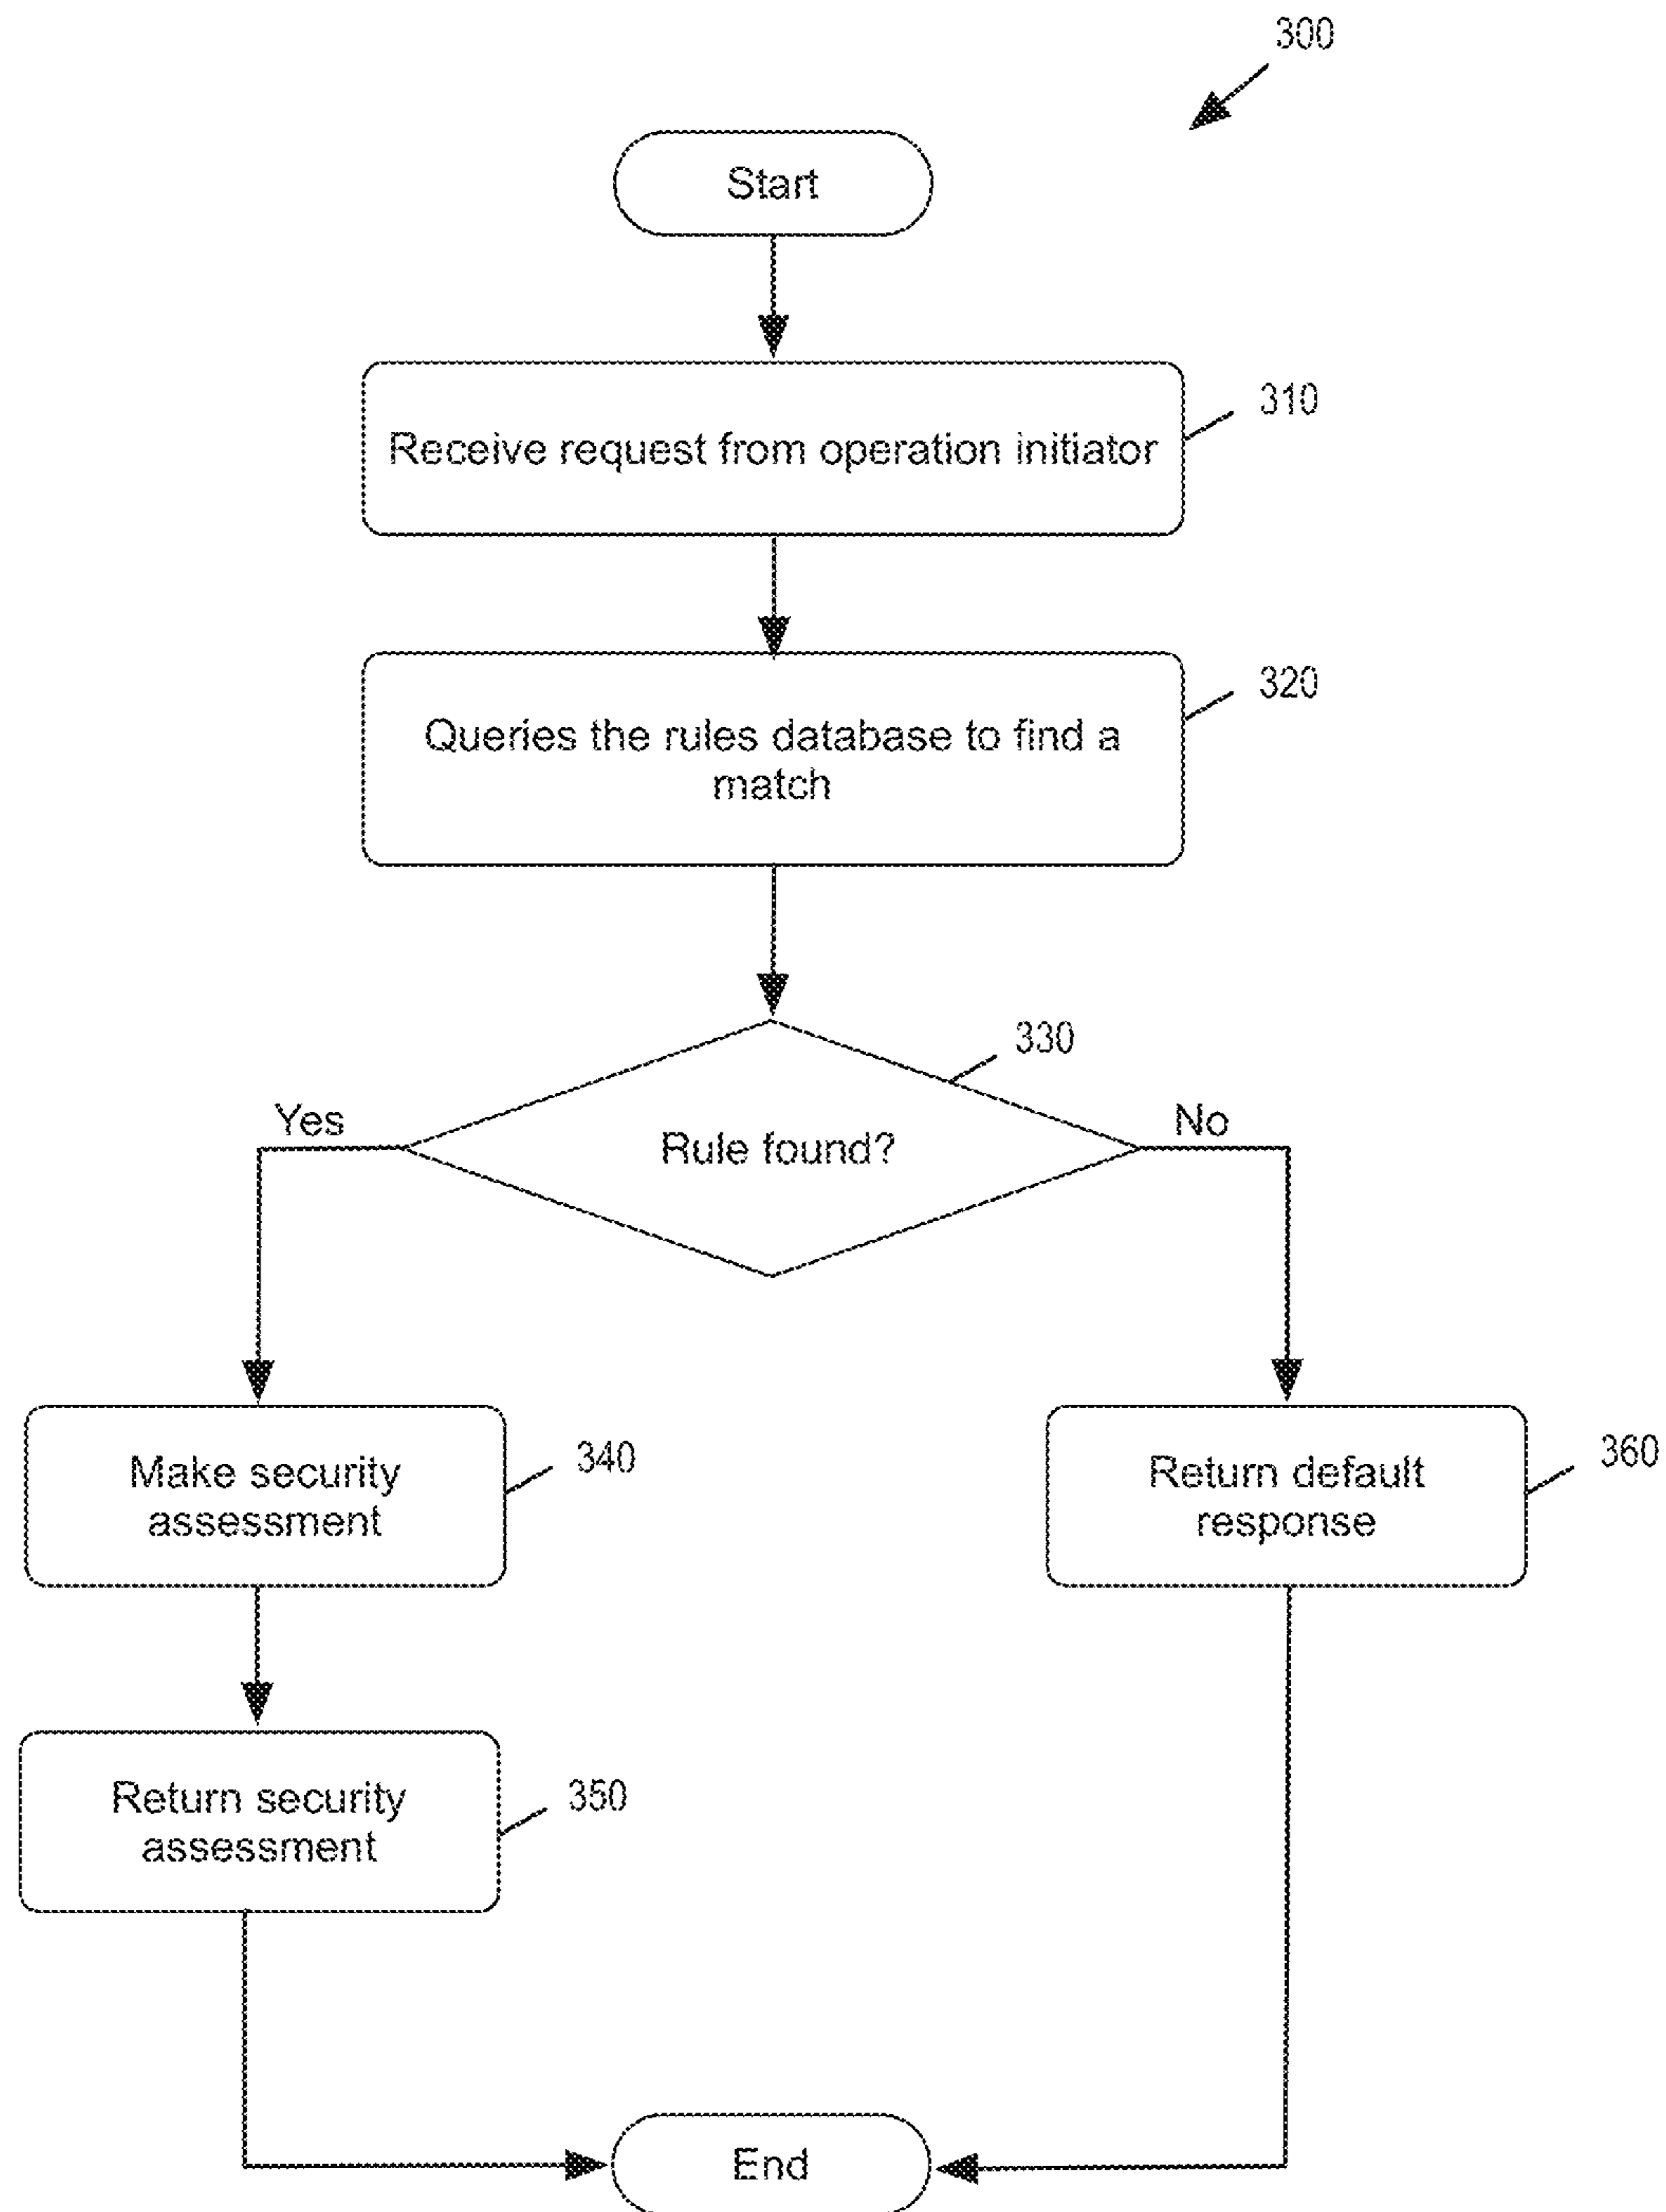 300
Start
310
Receive request from operation initiator
320
Queries the rules database to find a
match
330
Yes
No
Rule found?
340
Make security
assessment
360
Return default
response
350
Return security
assessment
End